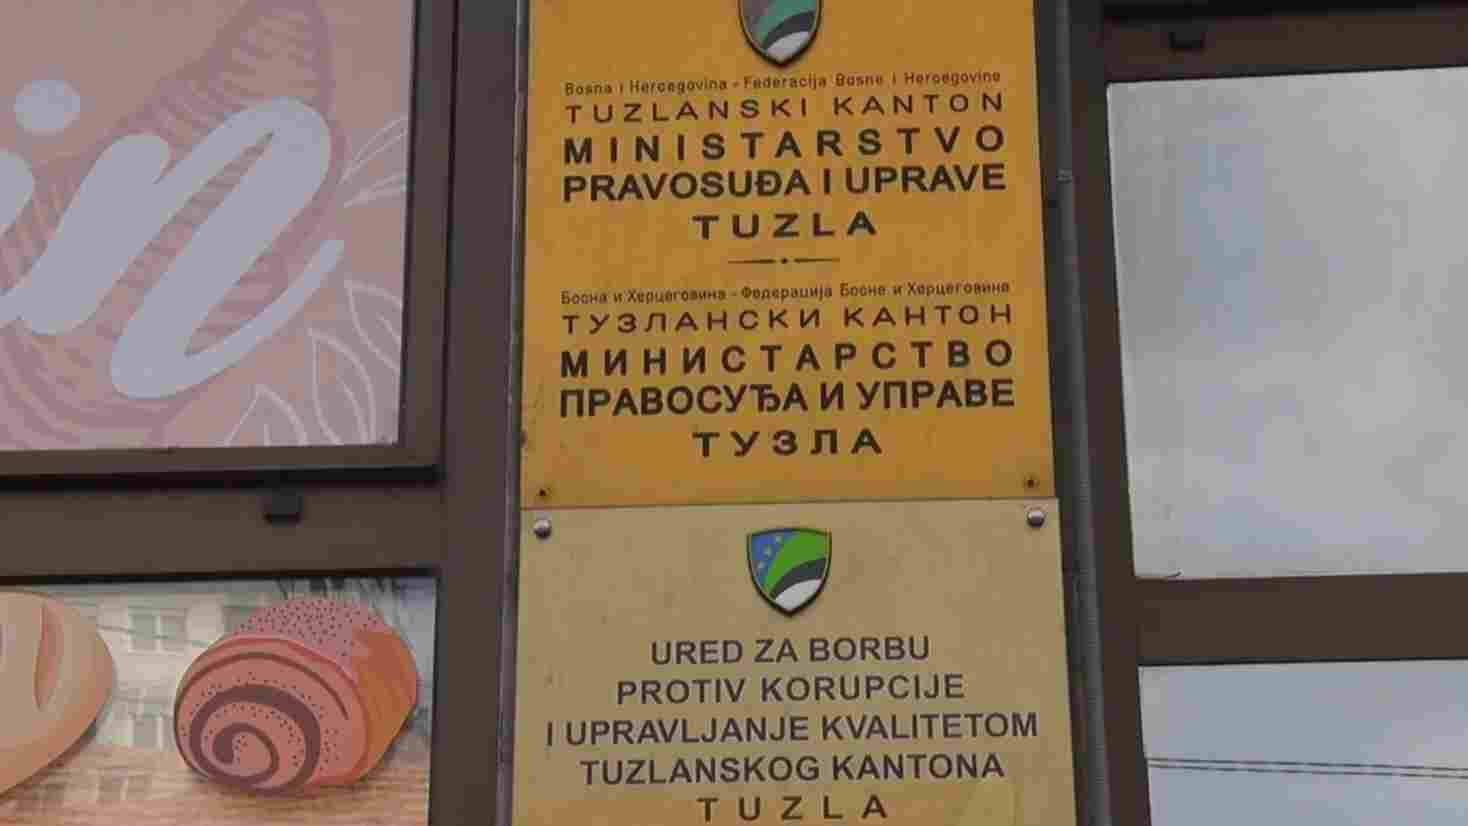 in
Bosna i Hercegovina - Federacija Bosne i Hercegovine
TUZLANSKI KANTON
MINISTARSTVO
PRAVOSUĐA I UPRAVE
TUZLA
Босна и Херцеговина - Федерација Босне и Херцеговине
ТУЗЛАНСКИ КАНТОН
МИНИСТАРСТВО
ПРАВОСУЂА И УПРАВЕ
ТУЗЛА
URED ZA BORBU
PROTIV KORUPCIJE
I UPRAVLJANJE KVALITETOM
TUZLANSKOG KANTONA
TUZLA